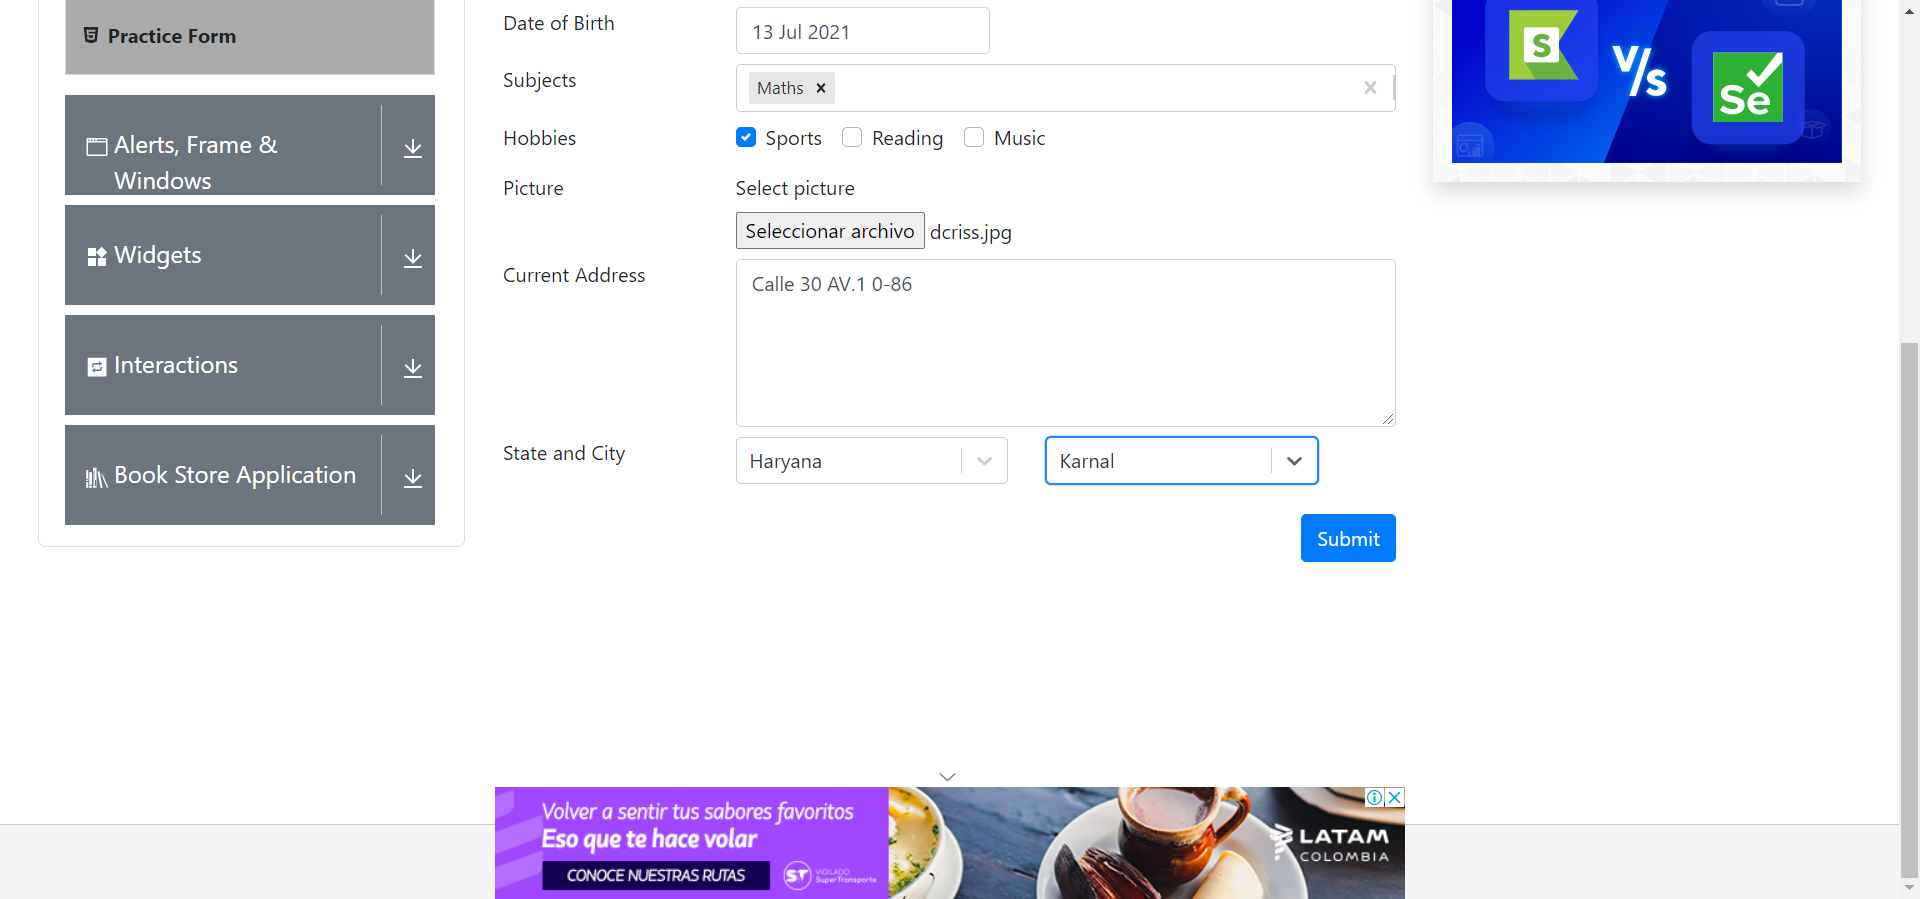 Practice Form
Alerts, Frame &
Windows
Widgets
Interactions
Book Store Application
Date of Birth
13 Jul 2021
Subjects
Maths
Hobbies
Sports
Reading
Music
Picture
Select picture
Seleccionar archivo dcriss.jpg
Current Address
Calle 30 AV.1 0-86
State and City
Haryana
Karnal
Submit
S
V/s
Se
Volver a sentir tus sabores favoritos
Eso que te hace volar
CONOCE NUESTRAS RUTAS
ST
VIGILADO
SuperTransporte
LATAM
COLOMBIA